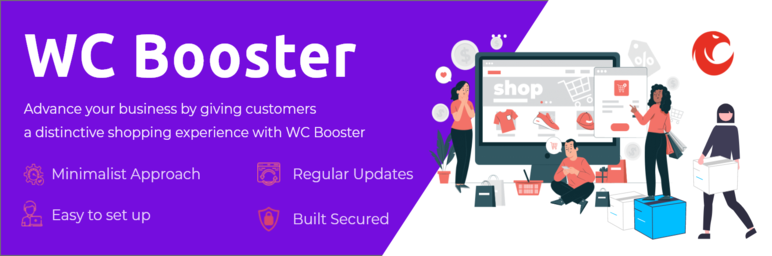 WC Booster
Advance your business by giving customers
a distinctive shopping experience with WC Booster
Minimalist Approach
Regular Updates
Easy to set up
Built Secured
shop